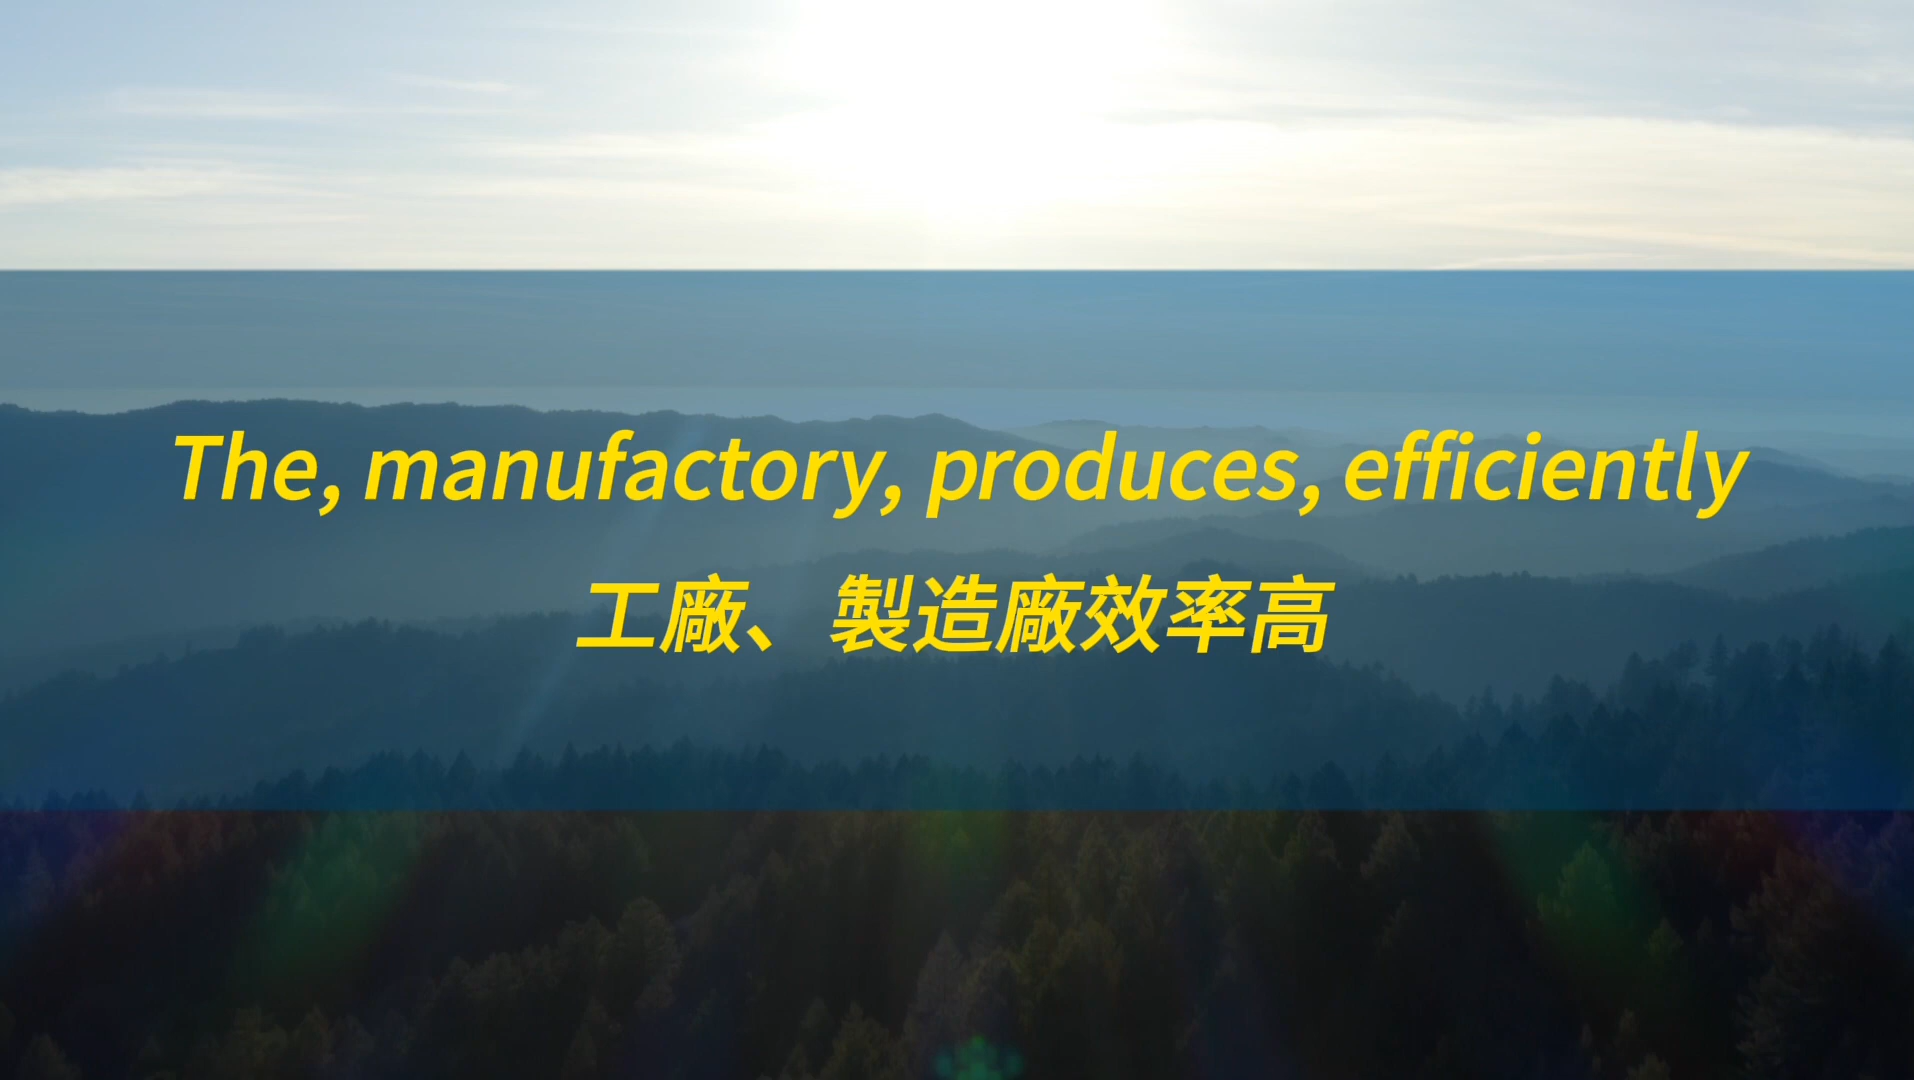 The, manufactory, produces, efficiently
工廠、製造廠效率高